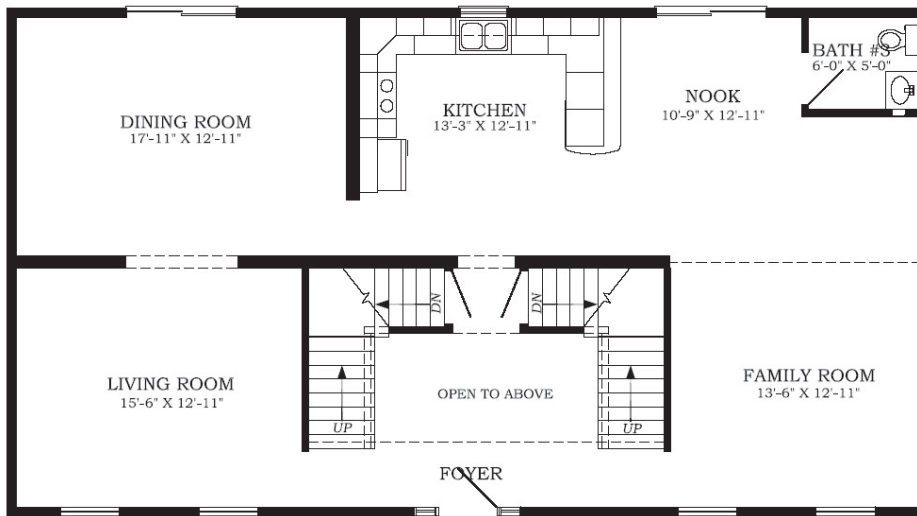 BATH #3
6'-0" X 5'-0"
DINING ROOM
17'-11" X 12'-11"
KITCHEN
13'-3" X 12'-11"
NOOK
10'-9" X 12'-11"
DN
DN
LIVING ROOM
15'-6" X 12'-11"
UP
OPEN TO ABOVE
UP
FAMILY ROOM
13'-6" X 12'-11"
FOYER